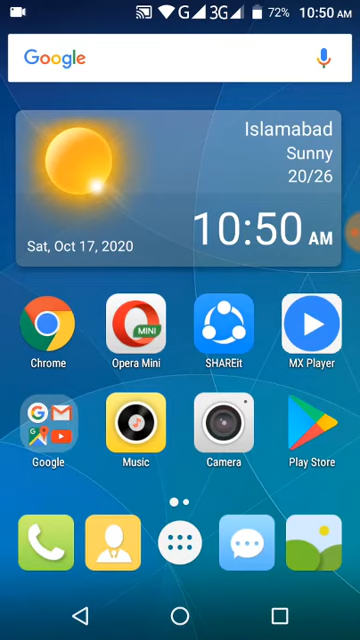 G 3G 72% 10:50 AM
Google
Islamabad
Sunny
20/26
10:50 AM
Sat, Oct 17, 2020
MINI
Chrome
Opera Mini
SHAREit
MX Player
G
Google
Music
Camera
Play Store